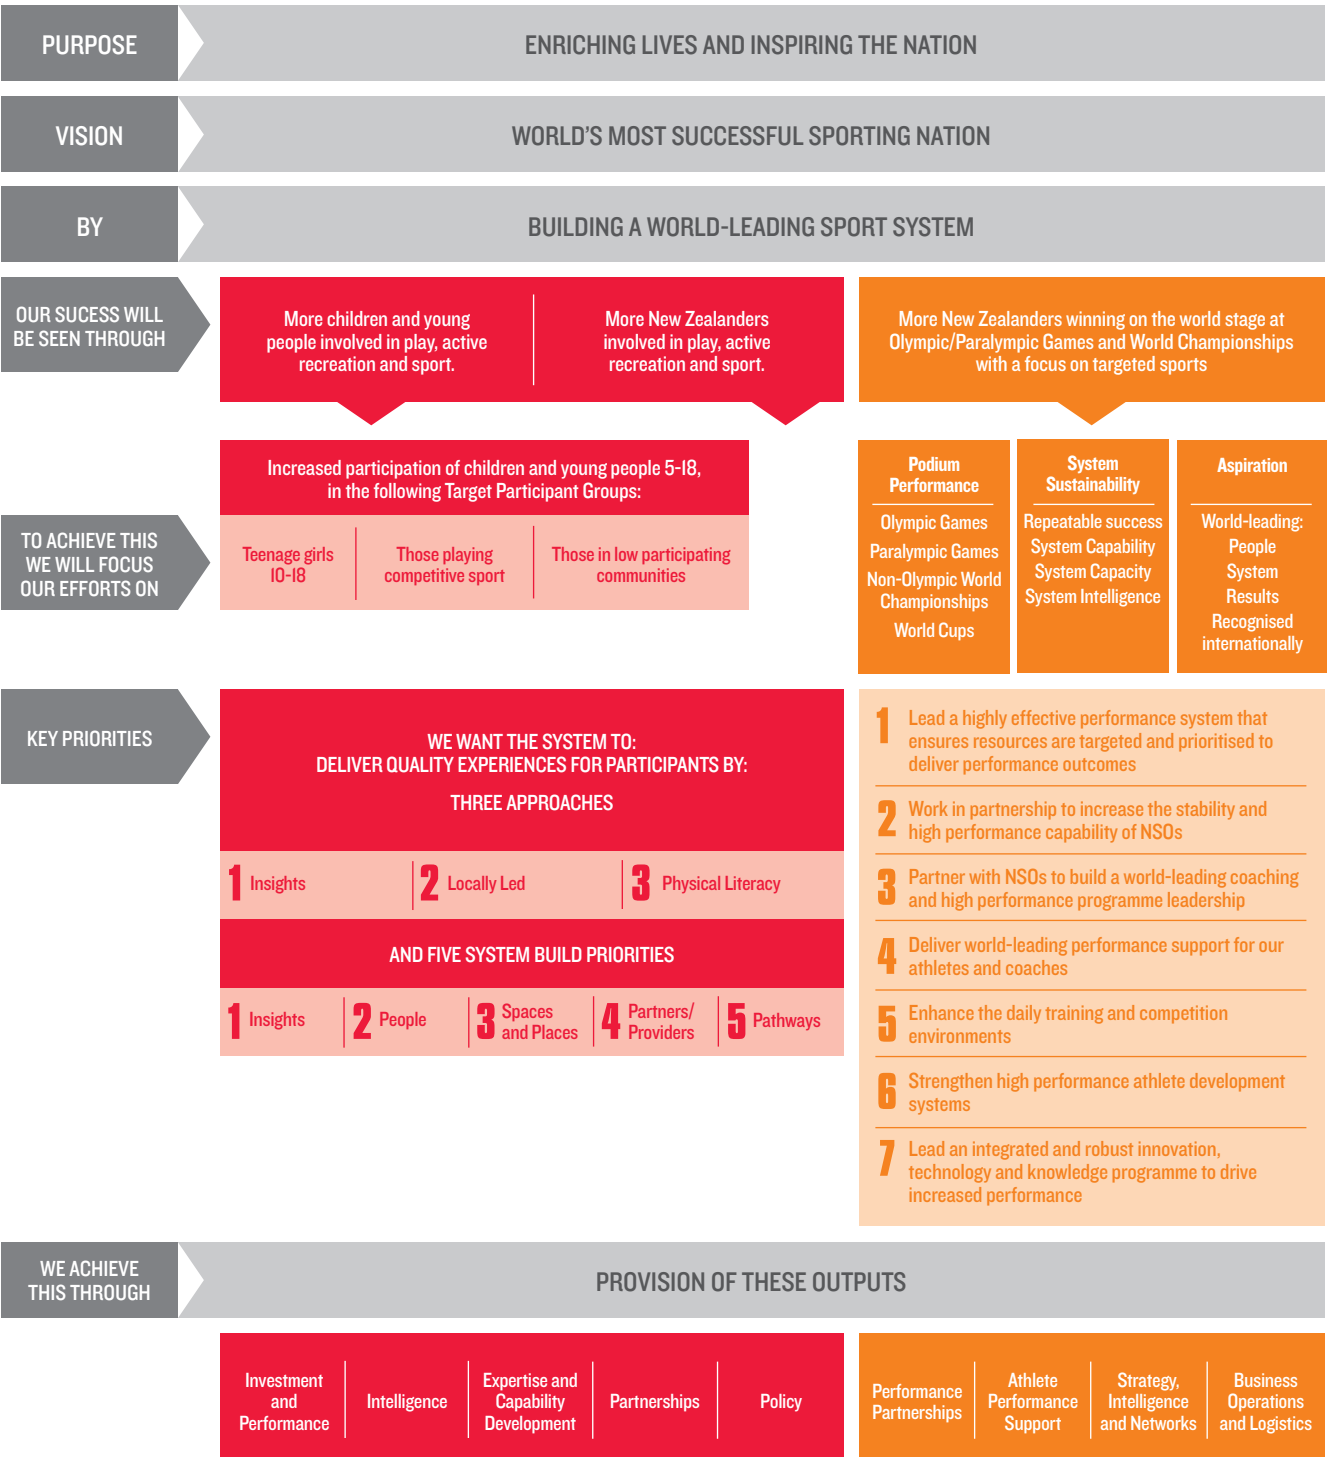 PURPOSE
ENRICHING LIVES AND INSPIRING THE NATION
VISION
WORLD'S MOST SUCCESSFUL SPORTING NATION
BY
BUILDING A WORLD-LEADING SPORT SYSTEM
OUR SUCESS WILL
BE SEEN THROUGH
More children and young
people involved in play, active
recreation and sport.
More New Zealanders
involved in play, active
recreation and sport.
More New Zealanders winning on the world stage at
Olympic/Paralympic Games and World Championships
with a focus on targeted sports
TO ACHIEVE THIS
WE WILL FOCUS
OUR EFFORTS ON
Increased participation of children and young people 5-18,
in the following Target Participant Groups:
Teenage girls
10-18
Those playing
competitive sport
Those in low participating
communities
Podium
Performance
Olympic Games
Paralympic Games
Non-Olympic World
Championships
World Cups
System
Sustainability
Repeatable success
System Capability
System Capacity
System Intelligence
Aspiration
World-leading:
People
System
Results
Recognised
internationally
KEY PRIORITIES
WE WANT THE SYSTEM TO:
DELIVER QUALITY EXPERIENCES FOR PARTICIPANTS BY:
THREE APPROACHES
1 Insights
2 Locally Led
3 Physical Literacy
AND FIVE SYSTEM BUILD PRIORITIES
1 Insights
2 People
3 Spaces
and Places
4 Partners/
Providers
5 Pathways
1 Lead a highly effective performance system that
ensures resources are targeted and prioritised to
deliver performance outcomes
2 Work in partnership to increase the stability and
high performance capability of NSOs
3 Partner with NSOs to build a world-leading coaching
and high performance programme leadership
4 Deliver world-leading performance support for our
athletes and coaches
5 Enhance the daily training and competition
environments
6 Strengthen high performance athlete development
systems
7 Lead an integrated and robust innovation,
technology and knowledge programme to drive
increased performance
WE ACHIEVE
THIS THROUGH
PROVISION OF THESE OUTPUTS
Investment
and
Performance
Intelligence
Expertise and
Capability
Development
Partnerships
Policy
Performance
Partnerships
Athlete
Performance
Support
Strategy,
Intelligence
and Networks
Business
Operations
and Logistics